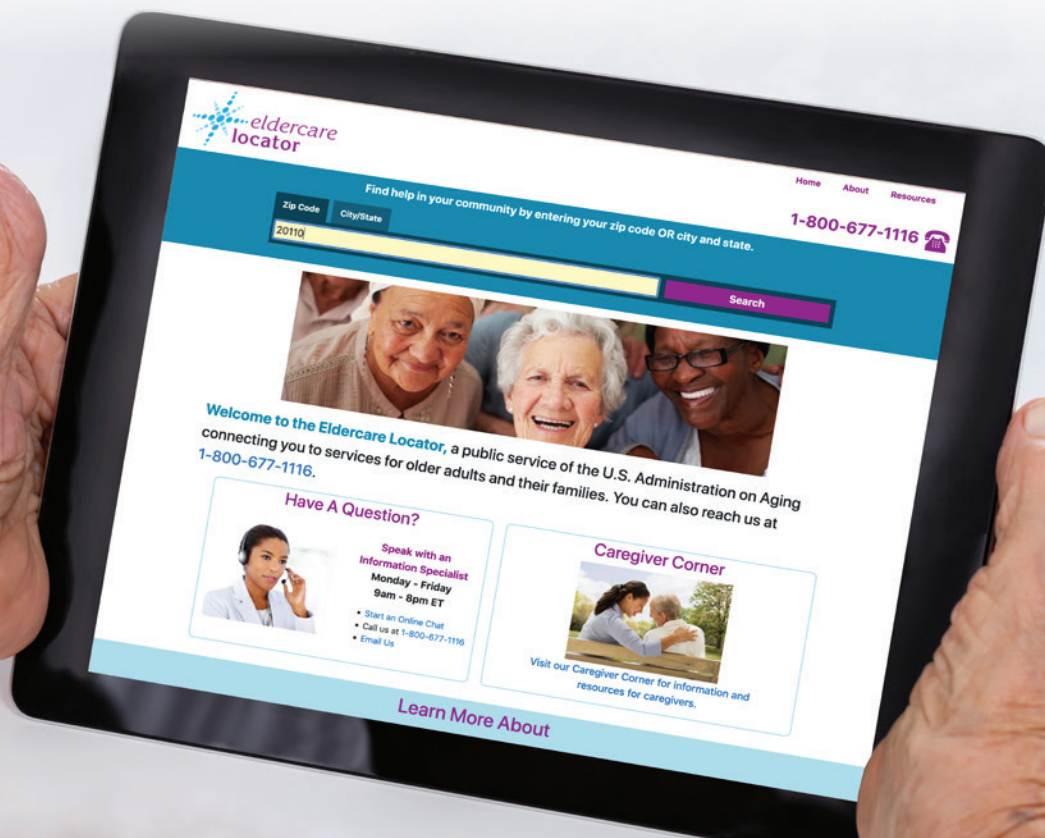 eldercare
locator
Home About Resources
1-800-677-1116
Find help in your community by entering your zip code OR city and state.
Zip Code City/State
20110
Search
Welcome to the Eldercare Locator, a public service of the U.S. Administration on Aging
connecting you to services for older adults and their families. You can also reach us at
1-800-677-1116.
Have A Question?
Speak with an
Information Specialist
Monday - Friday
9am - 8pm ET
• Start an Online Chat
• Call us at 1-800-677-1116
• Email Us
Caregiver Corner
Visit our Caregiver Corner for information and
resources for caregivers.
Learn More About